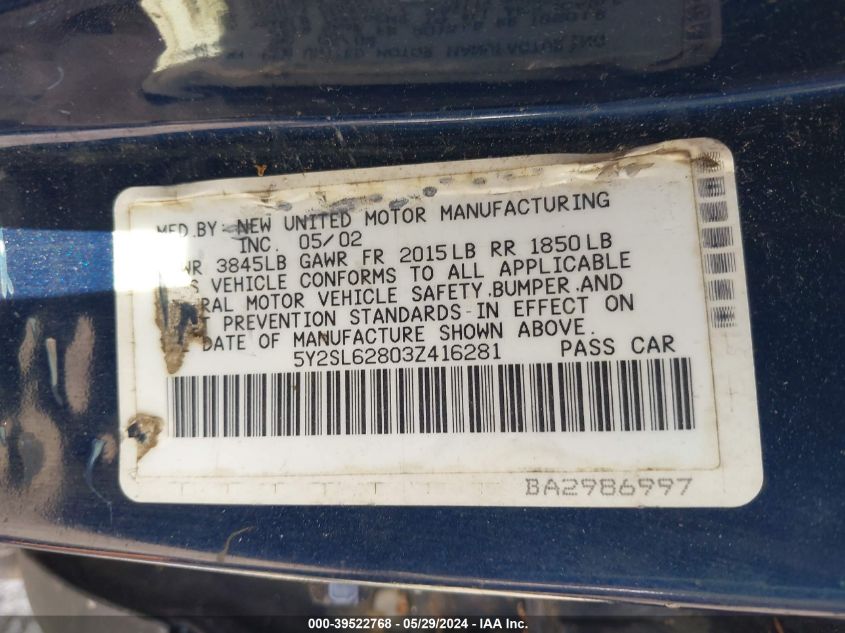 MFD.BY: NEW UNITED MOTOR MANUFACTURING
INC. 05/02
3845LB GAWR FR 2015LB RR 1850LB
VEHICLE CONFORMS TO ALL APPLICABLE
MOTOR VEHICLE SAFETY,BUMPER,AND
PREVENTION STANDARDS IN EFFECT ON
DATE OF MANUFACTURE SHOWN ABOVE.
5Y2SL62803Z416281 PASS CAR
BA2986997
000-39522768 - 05/29/2024 - IAA Inc.